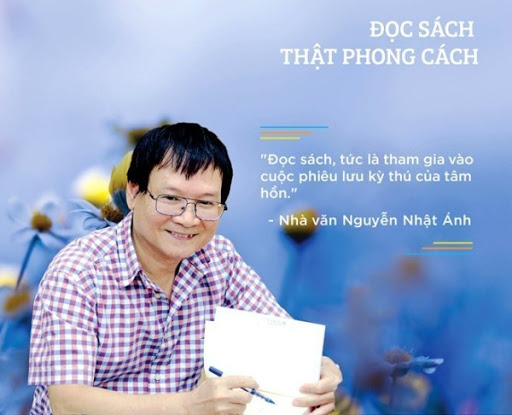 ĐỌC SÁCH
THẬT PHONG CÁCH
"Đọc sách, tức là tham gia vào
cuộc phiêu lưu kỳ thú của tâm
hồn."
- Nhà văn Nguyễn Nhật Ánh